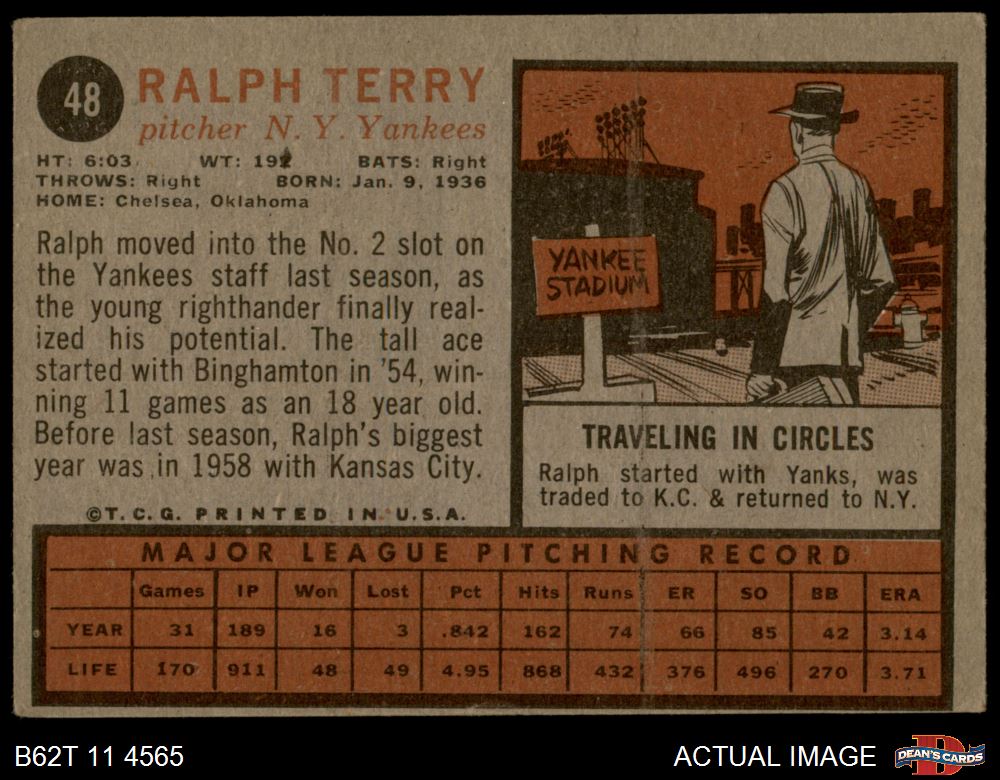 48
RALPH TERRY
pitcher N. Y. Yankees
HT: 6:03 WT: 192 BATS: Right
THROWS: Right BORN: Jan. 9, 1936
HOME: Chelsea, Oklahoma
Ralph moved into the No. 2 slot on
the Yankees staff last season, as
the young righthander finally real-
ized his potential. The tall ace
started with Binghamton in '54, win-
ning 11 games as an 18 year old.
Before last season, Ralph's biggest
year was in 1958 with Kansas City.
©T. C. G. PRINTED IN U.S.A.
YANKEE
STADIUM
TRAVELING IN CIRCLES
Ralph started with Yanks, was
traded to K.C. & returned to N.Y.
MAJOR LEAGUE PITCHING RECORD
Games IP Won Lost Pct Hits Runs ER SO BB ERA
YEAR 31 189 16 3 .842 162 74 66 85 42 3.14
LIFE 170 911 48 49 4.95 868 432 376 496 270 3.71
B62T 11 4565 ACTUAL IMAGE
D
DEAN'S CARDS